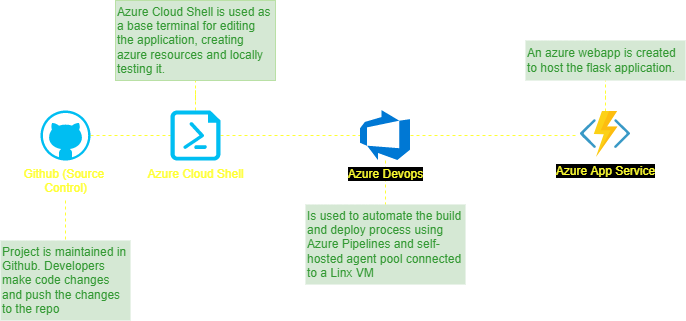 Azure Cloud Shell is used as
a base terminal for editing
the application, creating
azure resources and locally
testing it.
An azure webapp is created
to host the flask application.
Github (Source
Control)
Azure Cloud Shell
Azure Devops
Azure App Service
Is used to automate the build
and deploy process using
Azure Pipelines and self-
hosted agent pool connected
to a Linx VM
Project is maintained in
Github. Developers
make code changes
and push the changes
to the repo